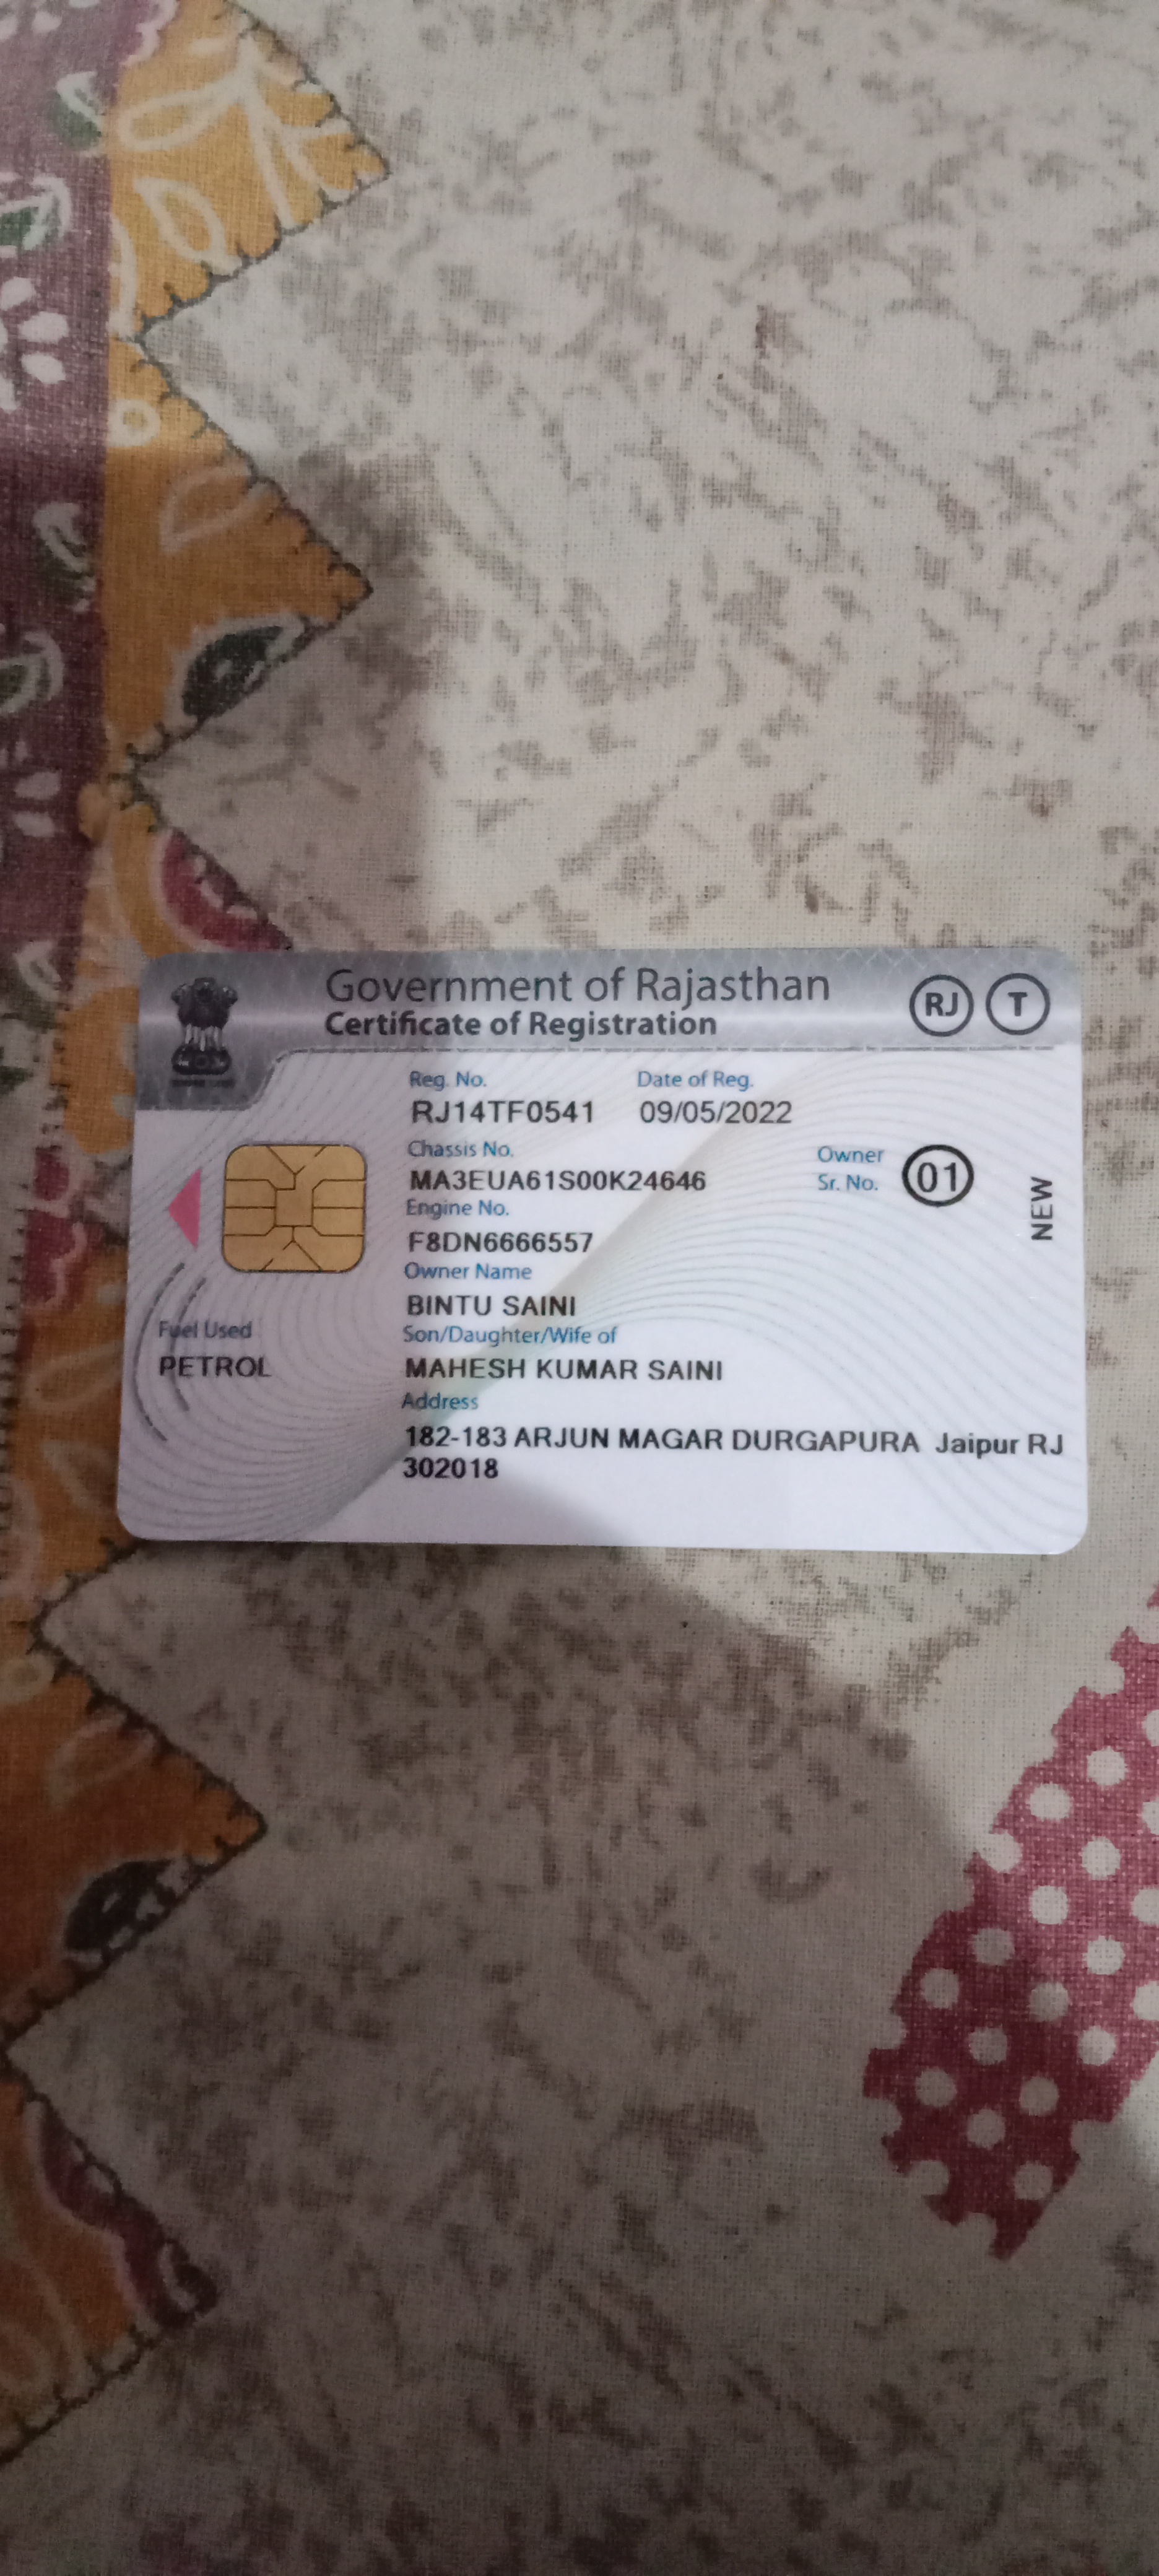 Government of Rajasthan
Certificate of Registration
RJ T
Reg. No. Date of Reg.
RJ14TF0541 09/05/2022
Chassis No.
MA3EUA61S00K24646
Owner Sr. No. 01
NEW
Engine No.
F8DN6666557
Owner Name
BINTU SAINI
Son/Daughter/Wife of
MAHESH KUMAR SAINI
Fuel Used
PETROL
Address
182-183 ARJUN MAGAR DURGAPURA Jaipur RJ
302018